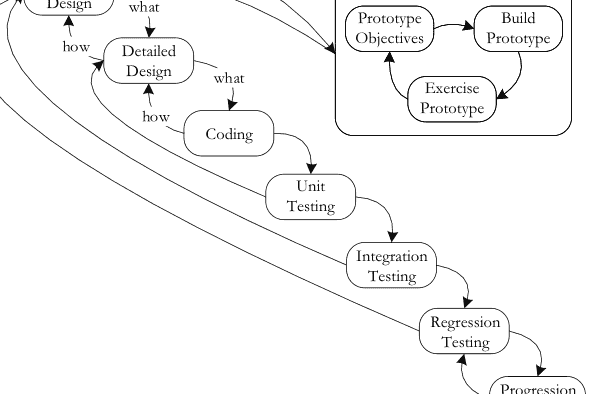 Design
what
how
Detailed
Design
what
how
Coding
Unit
Testing
Integration
Testing
Regression
Testing
Progression
Prototype
Objectives
Build
Prototype
Exercise
Prototype